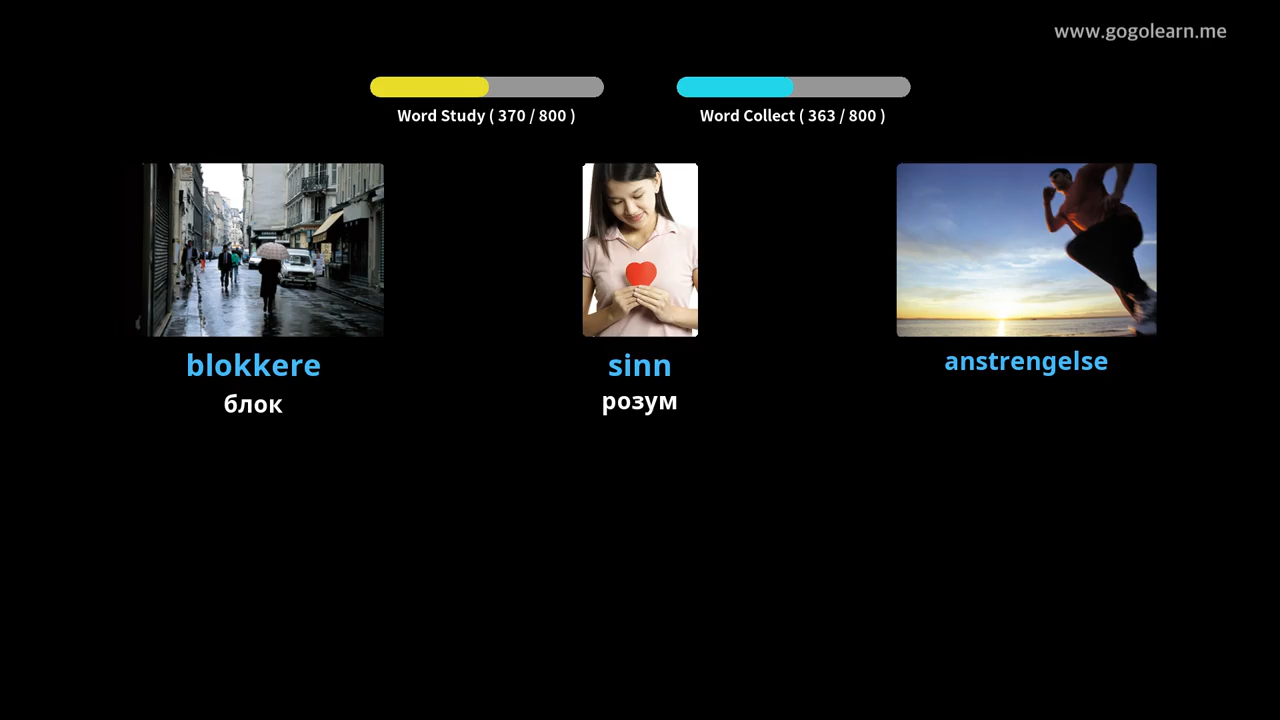 www.gogolearn.me
Word Study ( 370 / 800 )
Word Collect ( 363 / 800 )
blokkere
блок
sinn
розум
anstrengelse